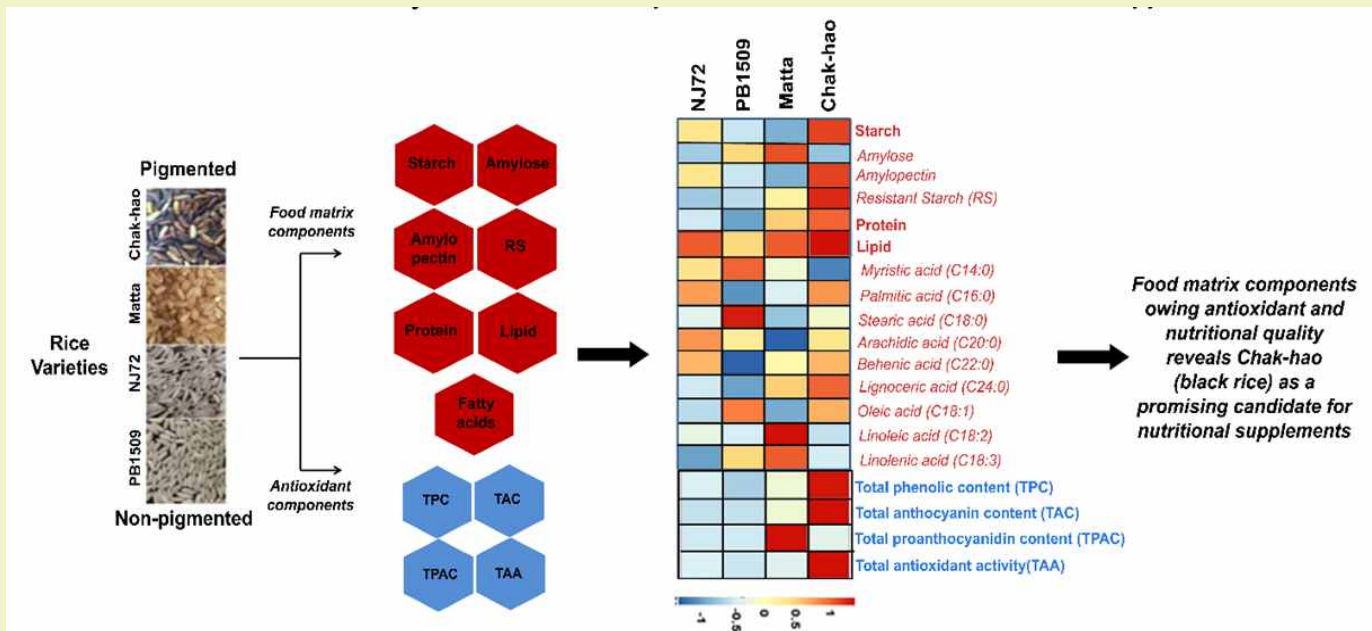 Rice
Varieties
Pigmented
Chak-hao
Matta
NJ72
PB1509
Non-pigmented
Food matrix
components
Antioxidant
components
Starch
Amylose
Amylo
pectin
RS
Protein
Lipid
Fatty
acids
TPC
TAC
TPAC
TAA
NJ72
PB1509
Matta
Chak-hao
Starch
Amylose
Amylopectin
Resistant Starch (RS)
Protein
Lipid
Myristic acid (C14:0)
Palmitic acid (C16:0)
Stearic acid (C18:0)
Arachidic acid (C20:0)
Behenic acid (C22:0)
Lignoceric acid (C24:0)
Oleic acid (C18:1)
Linoleic acid (C18:2)
Linolenic acid (C18:3)
Total phenolic content (TPC)
Total anthocyanin content (TAC)
Total proanthocyanidin content (TPAC)
Total antioxidant activity(TAA)
-1
-0.5
0
0.5
1
Food matrix components
owing antioxidant and
nutritional quality
reveals Chak-hao
(black rice) as a
promising candidate for
nutritional supplements